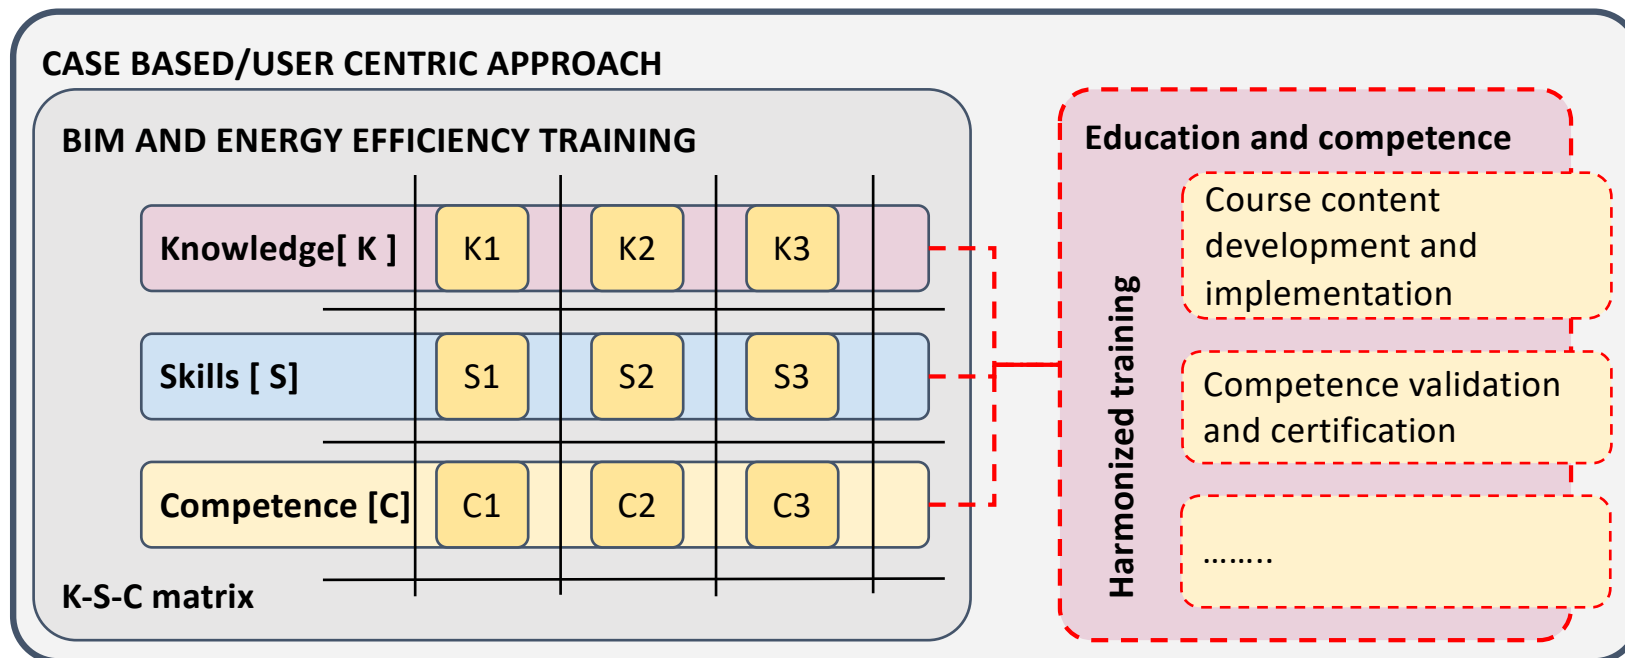 CASE BASED/USER CENTRIC APPROACH
BIM AND ENERGY EFFICIENCY TRAINING
Knowledge[ K ] K1 K2 K3
Skills [ S] S1 S2 S3
Competence [C] C1 C2 C3
K-S-C matrix
Education and competence
Harmonized training
Course content
development and
implementation
Competence validation
and certification
……..